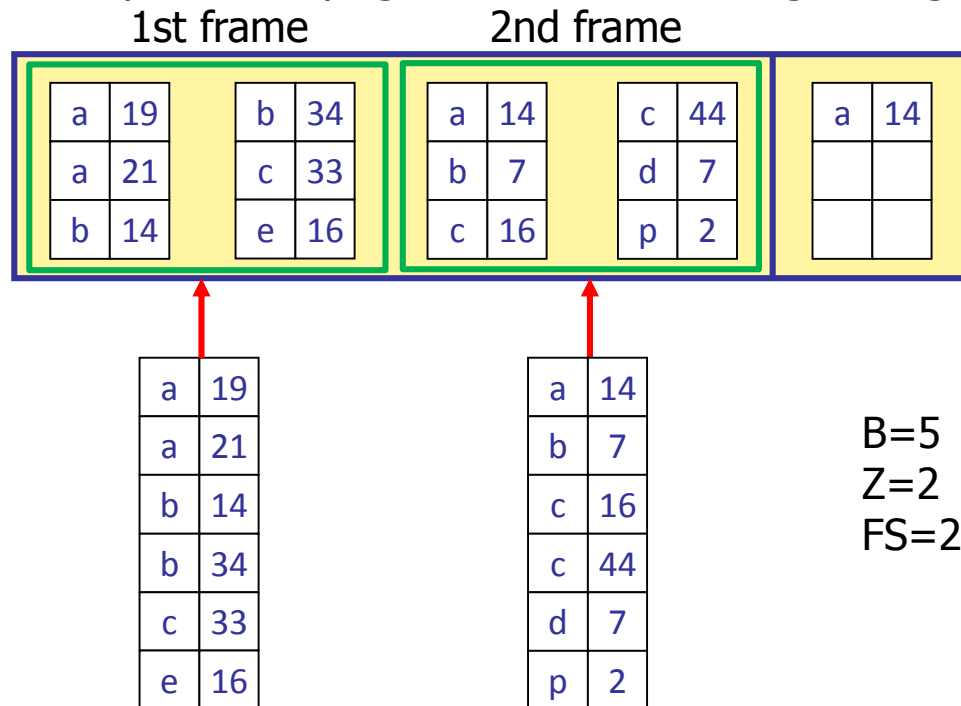 1st frame 2nd frame
a 19 b 34 a 14 c 44 a 14
a 21 c 33 b 7 d 7
b 14 e 16 c 16 p 2
a 19 a 14
a 21 b 7
b 14 c 16
b 34 c 44
c 33 d 7
e 16 p 2
B=5
Z=2
FS=2